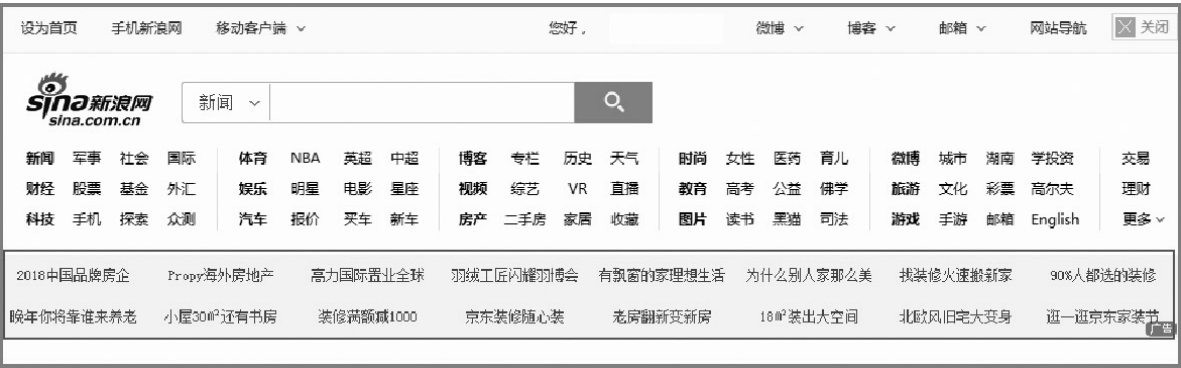 设为首页 手机新浪网 移动客户端 您好, 微博 博客 邮箱 网站导航 关闭
sina新浪网
sina.com.cn
新闻
新闻 军事 社会 国际 体育 NBA 英超 中超 博客 专栏 历史 天气 时尚 女性 医药 育儿 微博 城市 湖南 学投资 交易
财经 股票 基金 外汇 娱乐 明星 电影 星座 视频 综艺 VR 直播 教育 高考 公益 佛学 旅游 文化 彩票 高尔夫 理财
科技 手机 探索 众测 汽车 报价 买车 新车 房产 二手房 家居 收藏 图片 读书 黑猫 司法 游戏 手游 邮箱 English 更多
2018中国品牌房企 Propy海外房地产 高力国际置业全球 羽绒工匠闪耀羽博会 有飘窗的家理想生活 为什么别人家那么美 找装修火速搬新家 90%人都选的装修
晚年你将靠谁来养老 小屋30㎡还有书房 装修满额减1000 京东装修随心装 老房翻新变新房 18㎡装出大空间 北欧风旧宅大变身 逛一逛京东家装节
广告